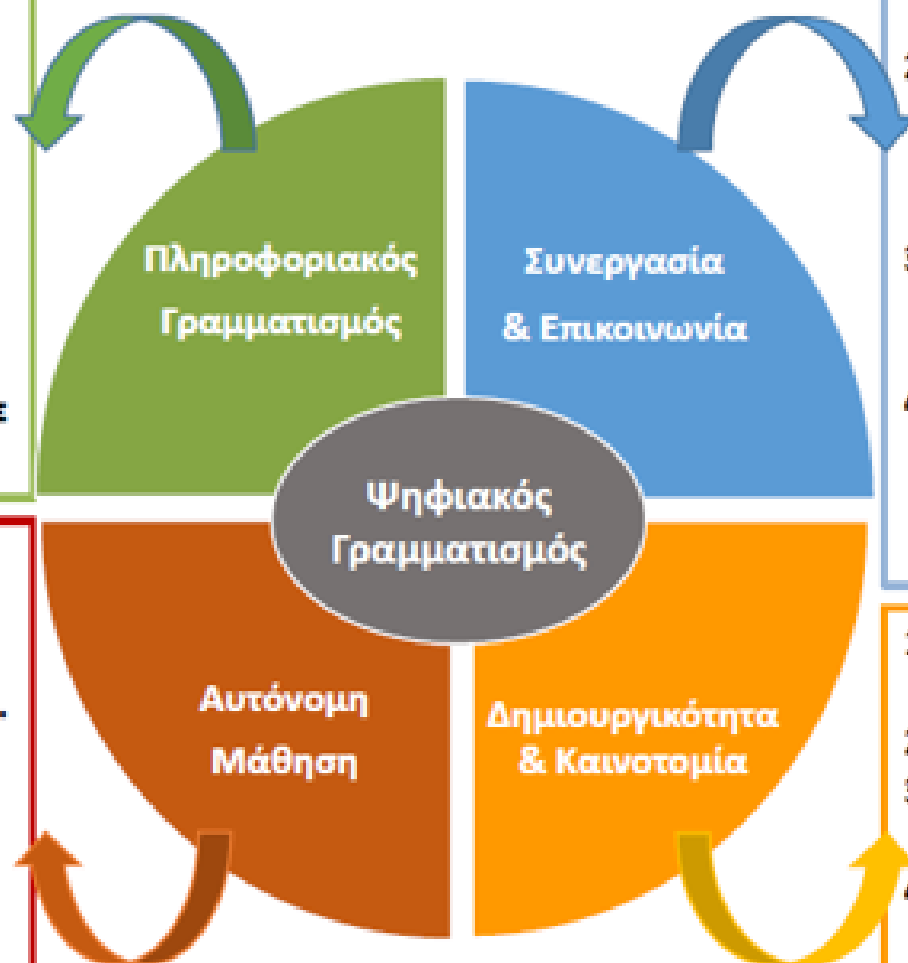 Πληροφοριακός
Γραμματισμός
Συνεργασία
& Επικοινωνία
Ψηφιακός
Γραμματισμός
Αυτόνομη
Μάθηση
Δημιουργικότητα
& Καινοτομία